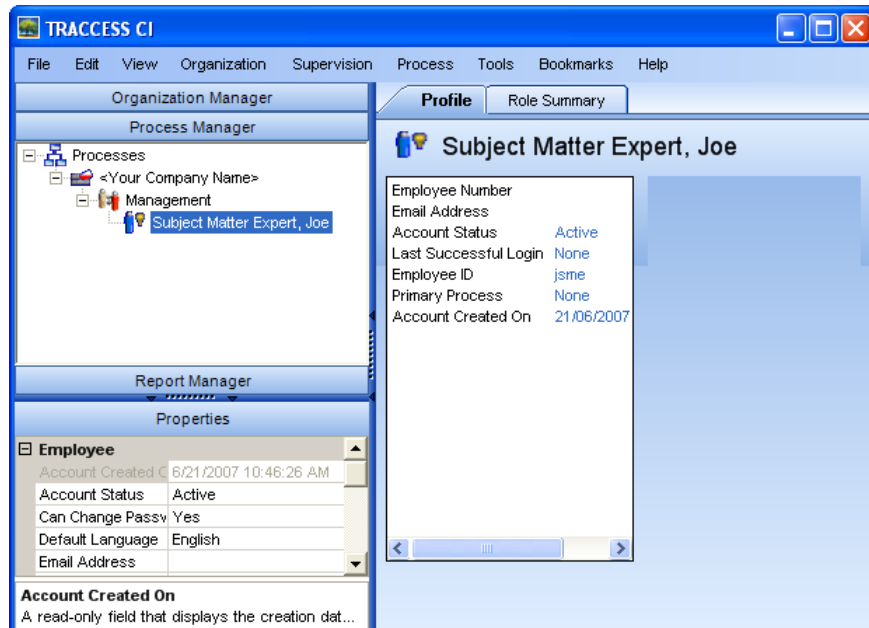 TRACCESS CI
File Edit View Organization Supervision Process Tools Bookmarks Help
Organization Manager
Process Manager
Processes
<Your Company Name>
Management
Subject Matter Expert, Joe
Report Manager
Properties
Employee
Account Created C 6/21/2007 10:46:26 AM
Account Status Active
Can Change Passv Yes
Default Language English
Email Address
Account Created On
A read-only field that displays the creation dat...
Profile Role Summary
Subject Matter Expert, Joe
Employee Number
Email Address
Account Status Active
Last Successful Login None
Employee ID jsme
Primary Process None
Account Created On 21/06/2007